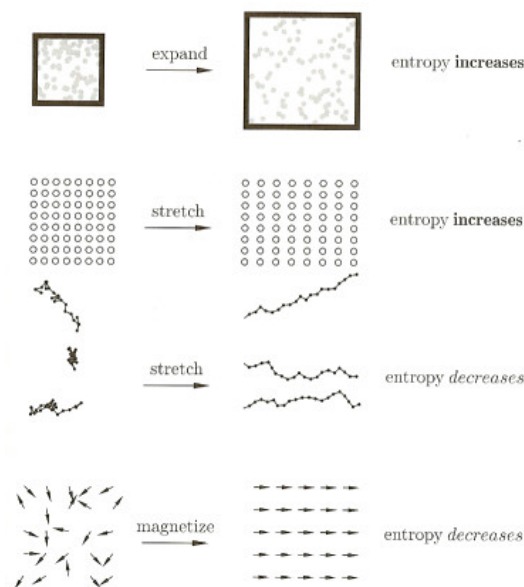 expand
entropy increases
stretch
entropy increases
stretch
entropy decreases
magnetize
entropy decreases